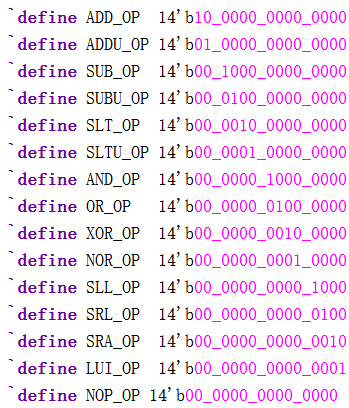 `define ADD_OP  14'b10_0000_0000_0000
`define ADDU_OP 14'b01_0000_0000_0000
`define SUB_OP  14'b00_1000_0000_0000
`define SUBU_OP 14'b00_0100_0000_0000
`define SLT_OP  14'b00_0010_0000_0000
`define SLTU_OP 14'b00_0001_0000_0000
`define AND_OP  14'b00_0000_1000_0000
`define OR_OP   14'b00_0000_0100_0000
`define XOR_OP  14'b00_0000_0010_0000
`define NOR_OP  14'b00_0000_0001_0000
`define SLL_OP  14'b00_0000_0000_1000
`define SRL_OP  14'b00_0000_0000_0100
`define SRA_OP  14'b00_0000_0000_0010
`define LUI_OP  14'b00_0000_0000_0001
`define NOP_OP 14'b00_0000_0000_0000